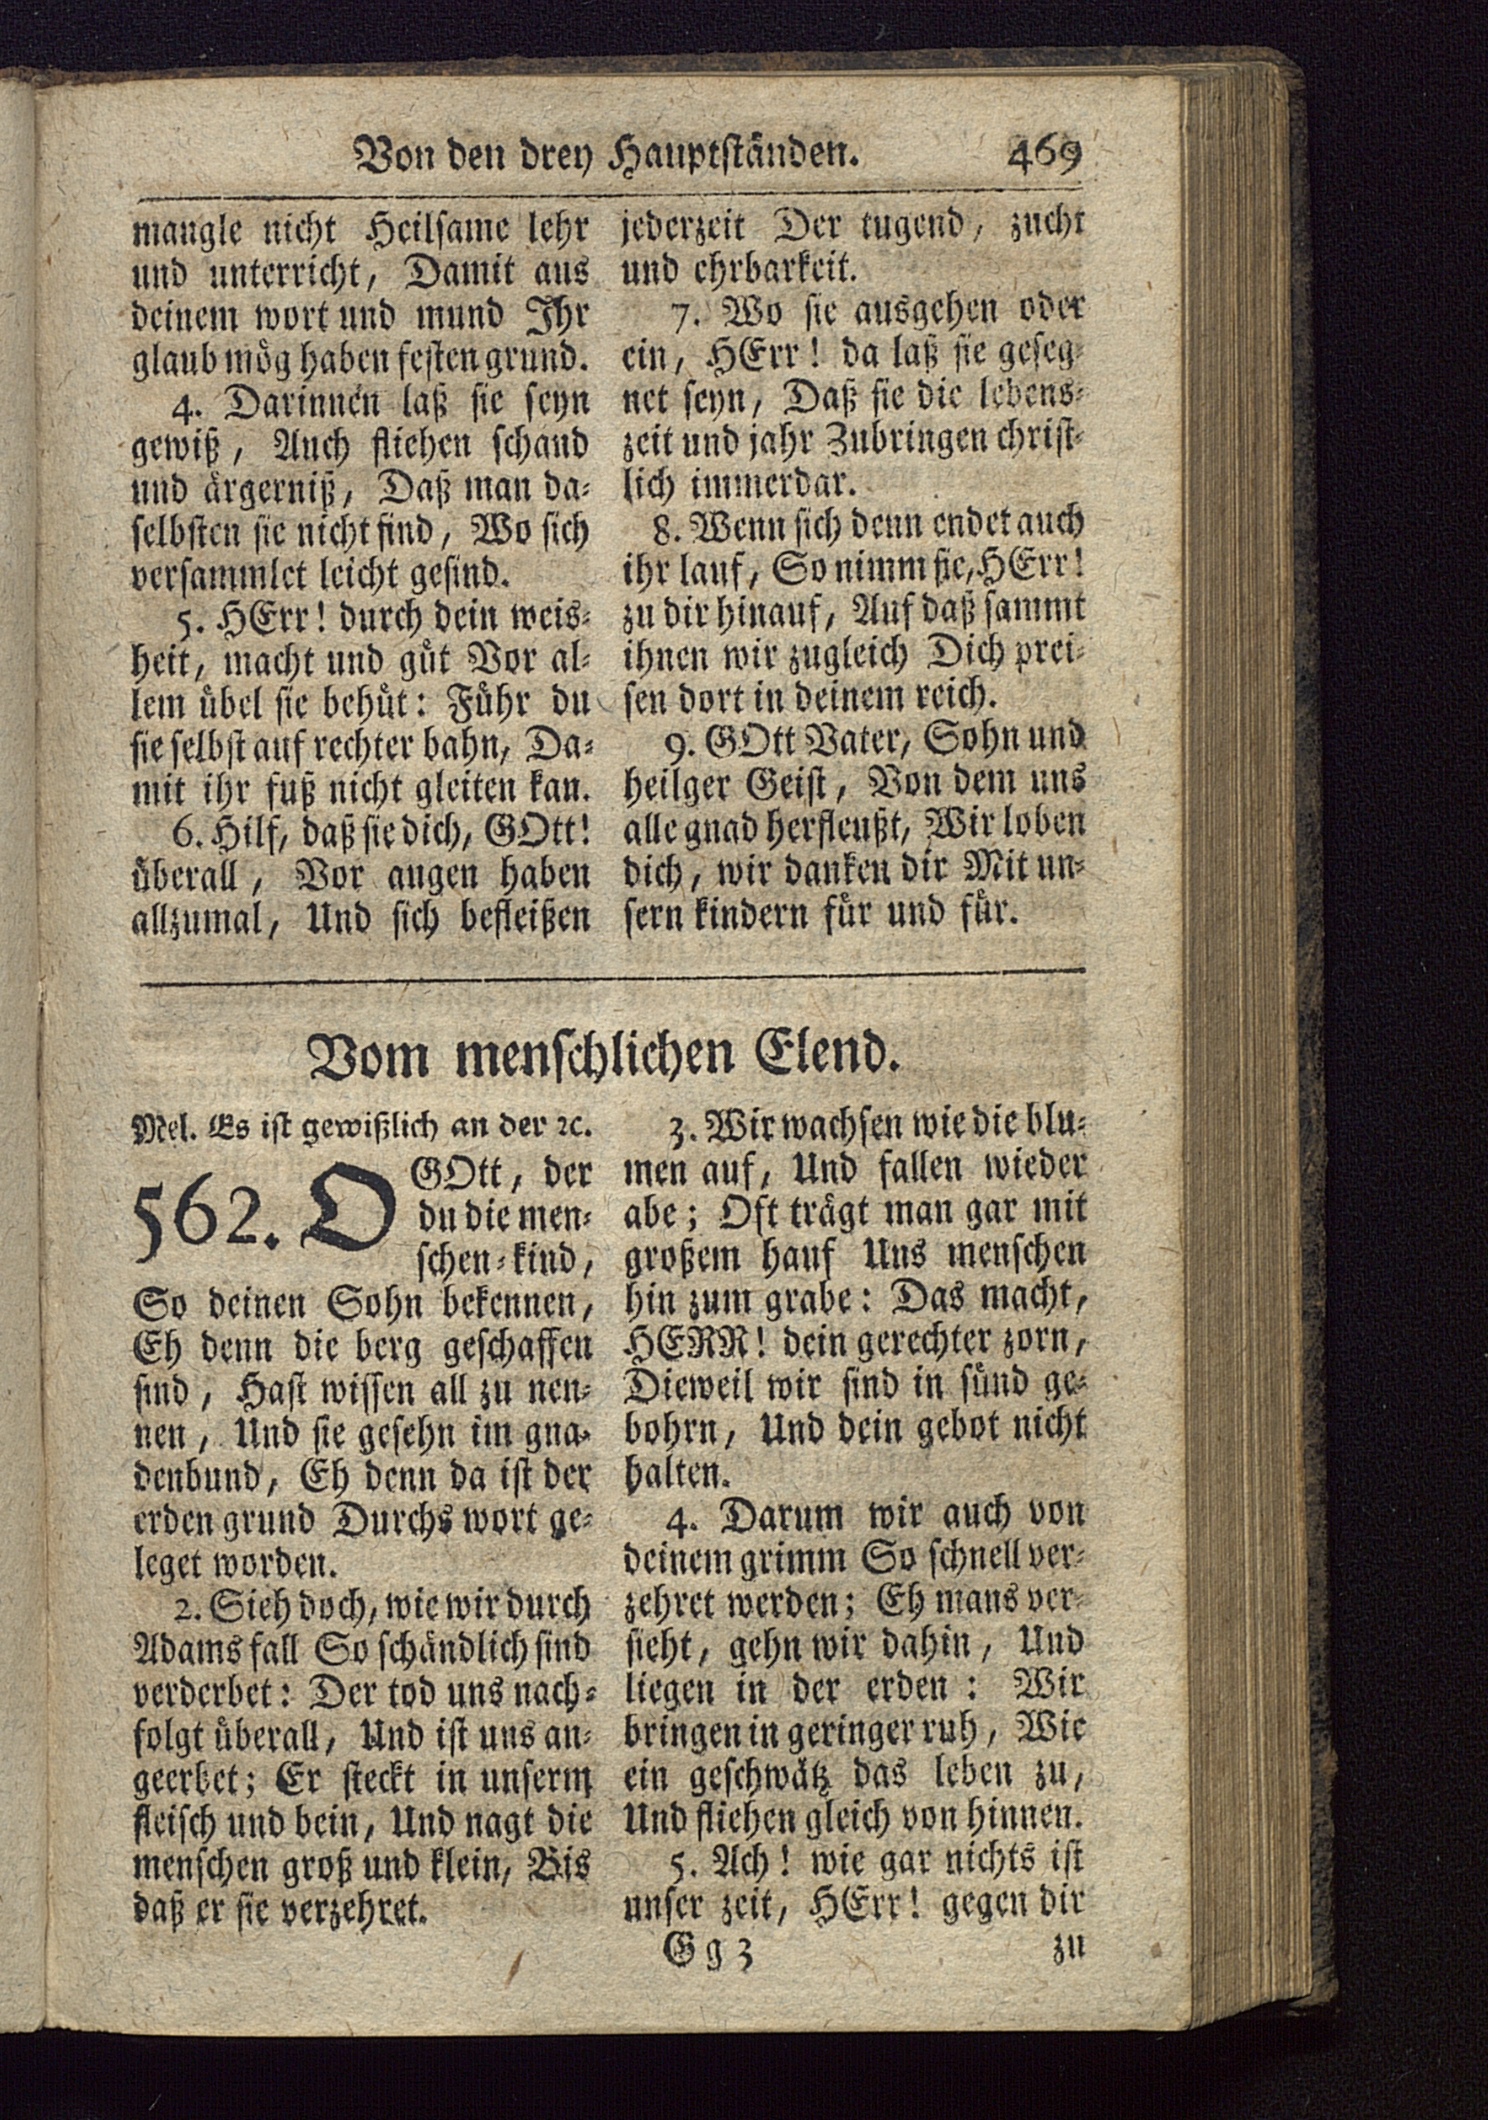 Von den drey Hauptständen. 469
mangle nicht Heilsame lehr
und unterricht, Damit aus
deinem wort und mund Ihr
glaub mög haben festen grund.
4. Darinnen laß sie seyn
gewiß, Auch fliehen schand
und ärgerniß, Daß man da-
selbsten sie nicht find, Wo sich
versammlet leicht gesind.
5. HErr! durch dein weis-
heit, macht und güt Vor al-
lem übel sie behüt: Führ du
sie selbst auf rechter bahn, Da-
mit ihr fuß nicht gleiten kan.
6. Hilf, daß sie dich, GOtt!
überall, Vor augen haben
allzumal, Und sich befleißen
jederzeit Der tugend, zucht
und ehrbarkeit.
7. Wo sie ausgehen oder
ein, HErr! da laß sie geseg-
net seyn, Daß sie die lebens-
zeit und jahr Zubringen christ-
lich immerdar.
8. Wenn sich denn endet auch
ihr lauf, So nimm sie, HErr!
zu dir hinauf, Auf daß sammt
ihnen wir zugleich Dich prei-
sen dort in deinem reich.
9. GOtt Vater, Sohn und
heilger Geist, Von dem uns
alle gnad herfleußt, Wir loben
dich, wir danken dir Mit un-
sern kindern für und für.
Vom menschlichen Elend.
Mel. Es ist gewißlich an der ꝛc.
562. O GOtt, der
du die men-
schen-kind,
So deinen Sohn bekennen,
Eh denn die berg geschaffen
sind, Hast wissen all zu nen-
nen, Und sie gesehn im gna-
denbund, Eh denn da ist der
erden grund Durchs wort ge-
leget worden.
2. Sieh doch, wie wir durch
Adams fall So schändlich sind
verderbet: Der tod uns nach-
folgt überall, Und ist uns an-
geerbet; Er steckt in unserm
fleisch und bein, Und nagt die
menschen groß und klein, Bis
daß er sie verzehret.
3. Wir wachsen wie die blu-
men auf, Und fallen wieder
abe; Oft trägt man gar mit
großem hauf Uns menschen
hin zum grabe: Das macht,
HERR! dein gerechter zorn,
Dieweil wir sind in sünd ge-
bohrn, Und dein gebot nicht
halten.
4. Darum wir auch von
deinem grimm So schnell ver-
zehret werden; Eh mans ver-
sieht, gehn wir dahin, Und
liegen in der erden: Wir
bringen in geringer ruh, Wie
ein geschwätz das leben zu,
Und fliehen gleich von hinnen.
5. Ach! wie gar nichts ist
unser zeit, HErr! gegen dir
Gg 3 zu